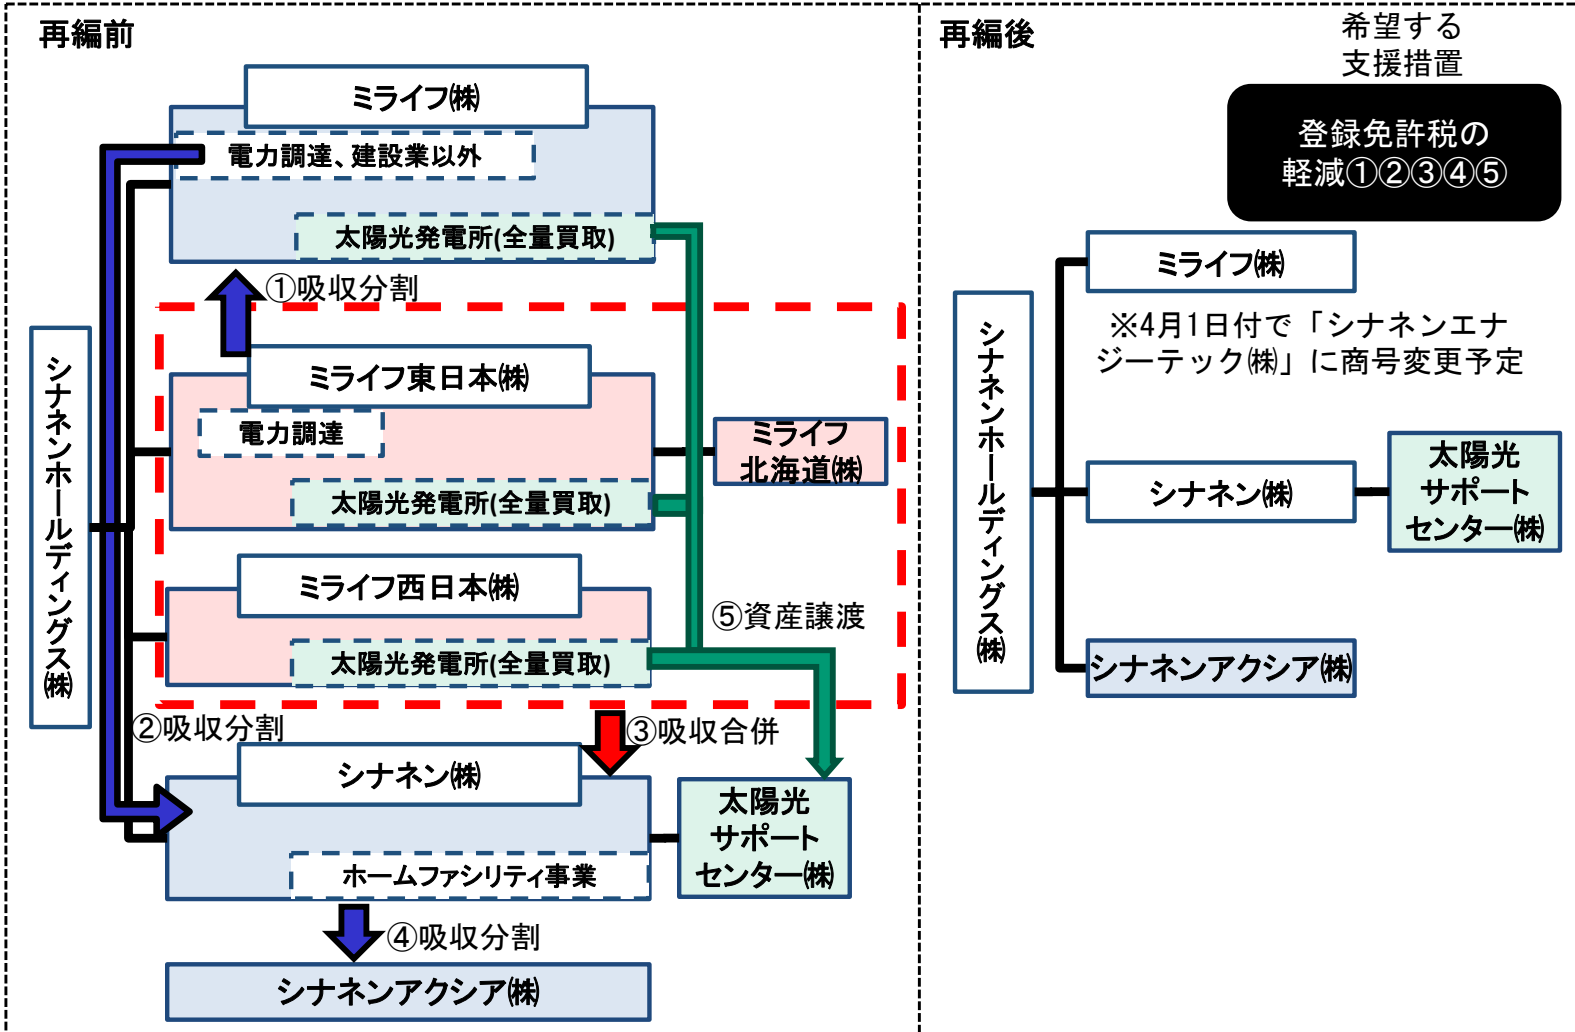 再編前
ミライフ㈱
電力調達、建設業以外
太陽光発電所(全量買取)
①吸収分割
シナネンホールディングス㈱
ミライフ東日本㈱
電力調達
太陽光発電所(全量買取)
ミライフ
北海道㈱
ミライフ西日本㈱
太陽光発電所(全量買取)
⑤資産譲渡
②吸収分割
③吸収合併
シナネン㈱
ホームファシリティ事業
太陽光
サポート
センター㈱
④吸収分割
シナネンアクシア㈱
再編後
希望する
支援措置
登録免許税の
軽減①②③④⑤
シナネンホールディングス㈱
ミライフ㈱
※4月1日付で「シナネンエナ
ジーテック㈱」に商号変更予定
シナネン㈱
太陽光
サポート
センター㈱
シナネンアクシア㈱